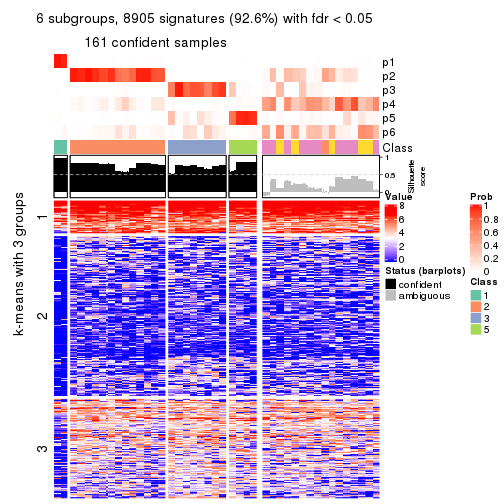 6 subgroups, 8905 signatures (92.6%) with fdr < 0.05
161 confident samples
p1
p2
p3
p4
p5
p6
Class
1
0.5
0
Silhouette
score
k-means with 3 groups
1
2
3
Value
8
6
4
2
0
Status (barplots)
confident
ambiguous
Prob
1
0.8
0.6
0.4
0.2
0
Class
1
2
3
5